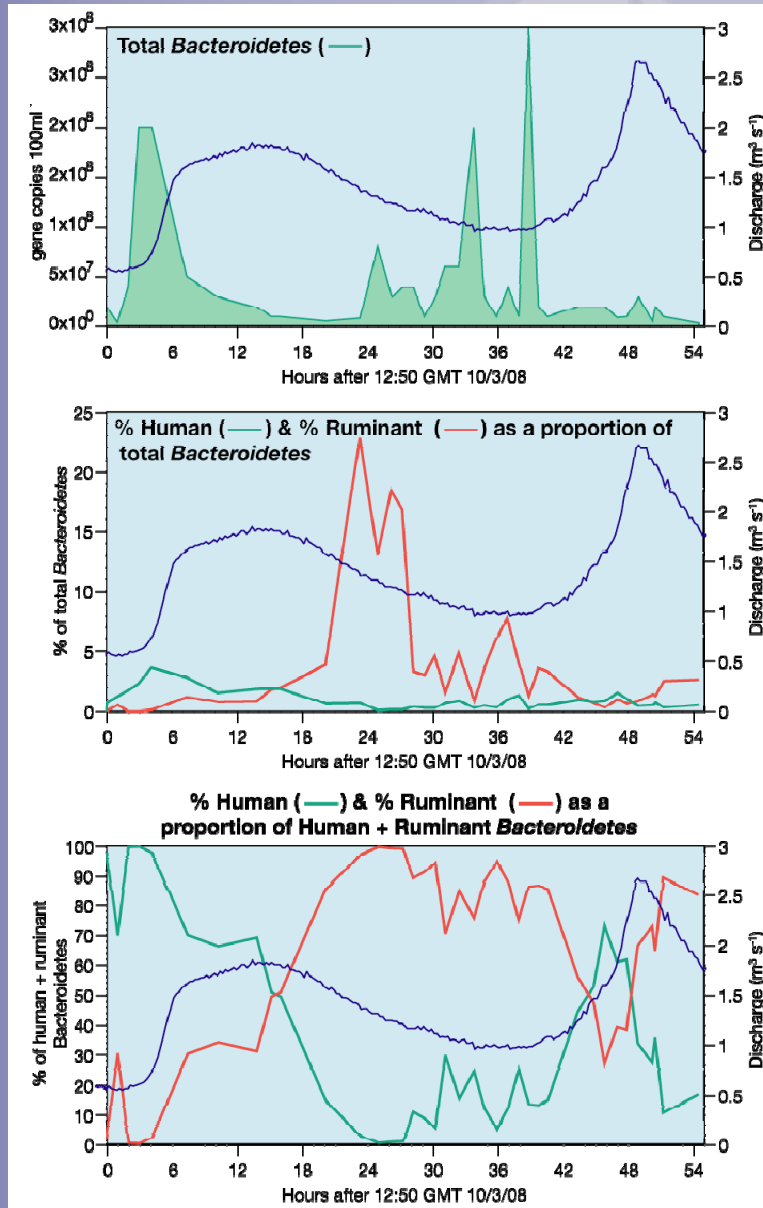 Total Bacteroidetes ( — )
3x10⁸
3x10⁸
2x10⁸
2x10⁸
1x10⁸
5x10⁷
0x10⁰
gene copies 100ml⁻
3
2.5
2
1.5
1
0.5
0
Discharge (m³ s⁻¹)
0 6 12 18 24 30 36 42 48 54
Hours after 12:50 GMT 10/3/08
% Human ( — ) & % Ruminant ( — ) as a proportion of
total Bacteroidetes
25
20
15
10
5
0
% of total Bacteroidetes
3
2.5
2
1.5
1
0.5
0
Discharge (m³ s⁻¹)
0 6 12 18 24 30 36 42 48 54
Hours after 12:50 GMT 10/3/08
% Human ( — ) & % Ruminant ( — ) as a
proportion of Human + Ruminant Bacteroidetes
100
90
80
70
60
50
40
30
20
10
0
% of human + ruminant
Bacteroidetes
3
2.5
2
1.5
1
0.5
0
Discharge (m³ s⁻¹)
0 6 12 18 24 30 36 42 48 54
Hours after 12:50 GMT 10/3/08